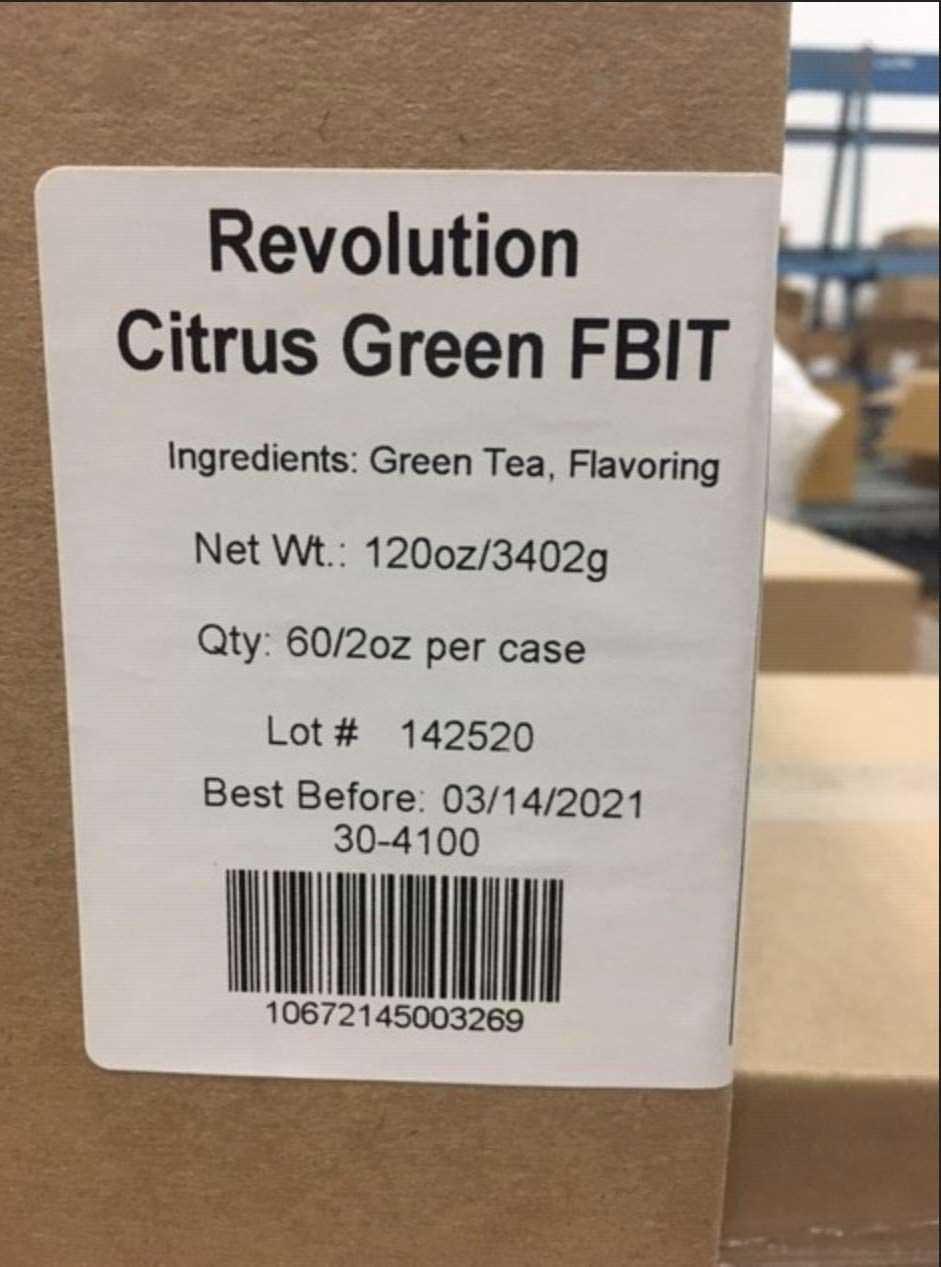 Revolution
Citrus Green FBIT
Ingredients: Green Tea, Flavoring
Net Wt.: 120oz/3402g
Qty: 60/2oz per case
Lot # 142520
Best Before: 03/14/2021
30-4100
10672145003269